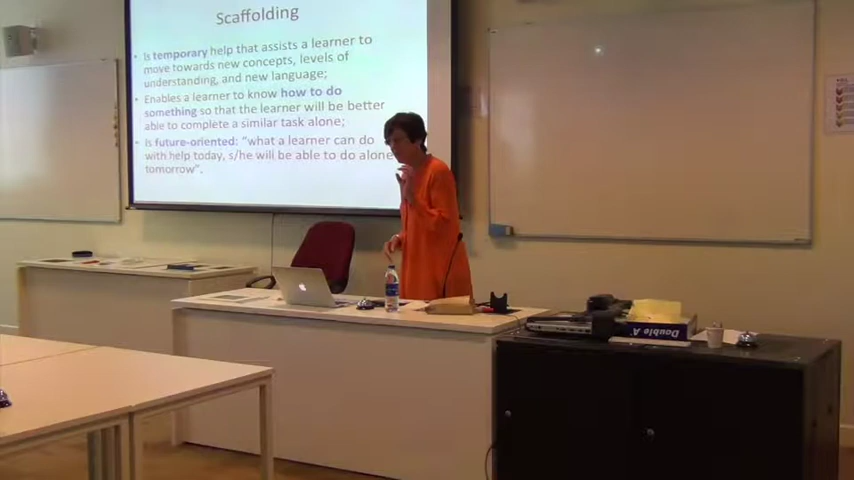 Scaffolding
• Is temporary help that assists a learner to
move towards new concepts, levels of
understanding, and new language;
• Enables a learner to know how to do
something so that the learner will be better
able to complete a similar task alone;
• Is future-oriented: "what a learner can do
with help today, s/he will be able to do alone
tomorrow".
Double A